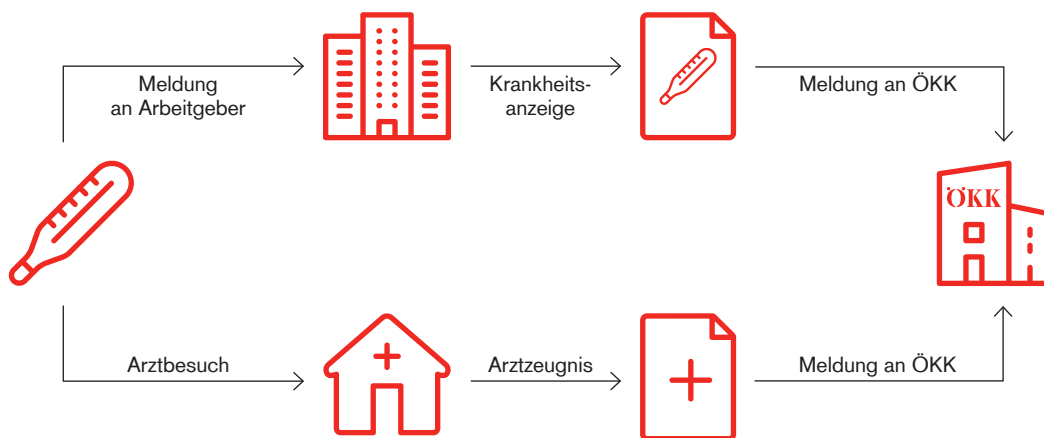 Meldung
an Arbeitgeber
Krankheits-
anzeige
Meldung an ÖKK
ÖKK
Arztbesuch
Arztzeugnis
Meldung an ÖKK